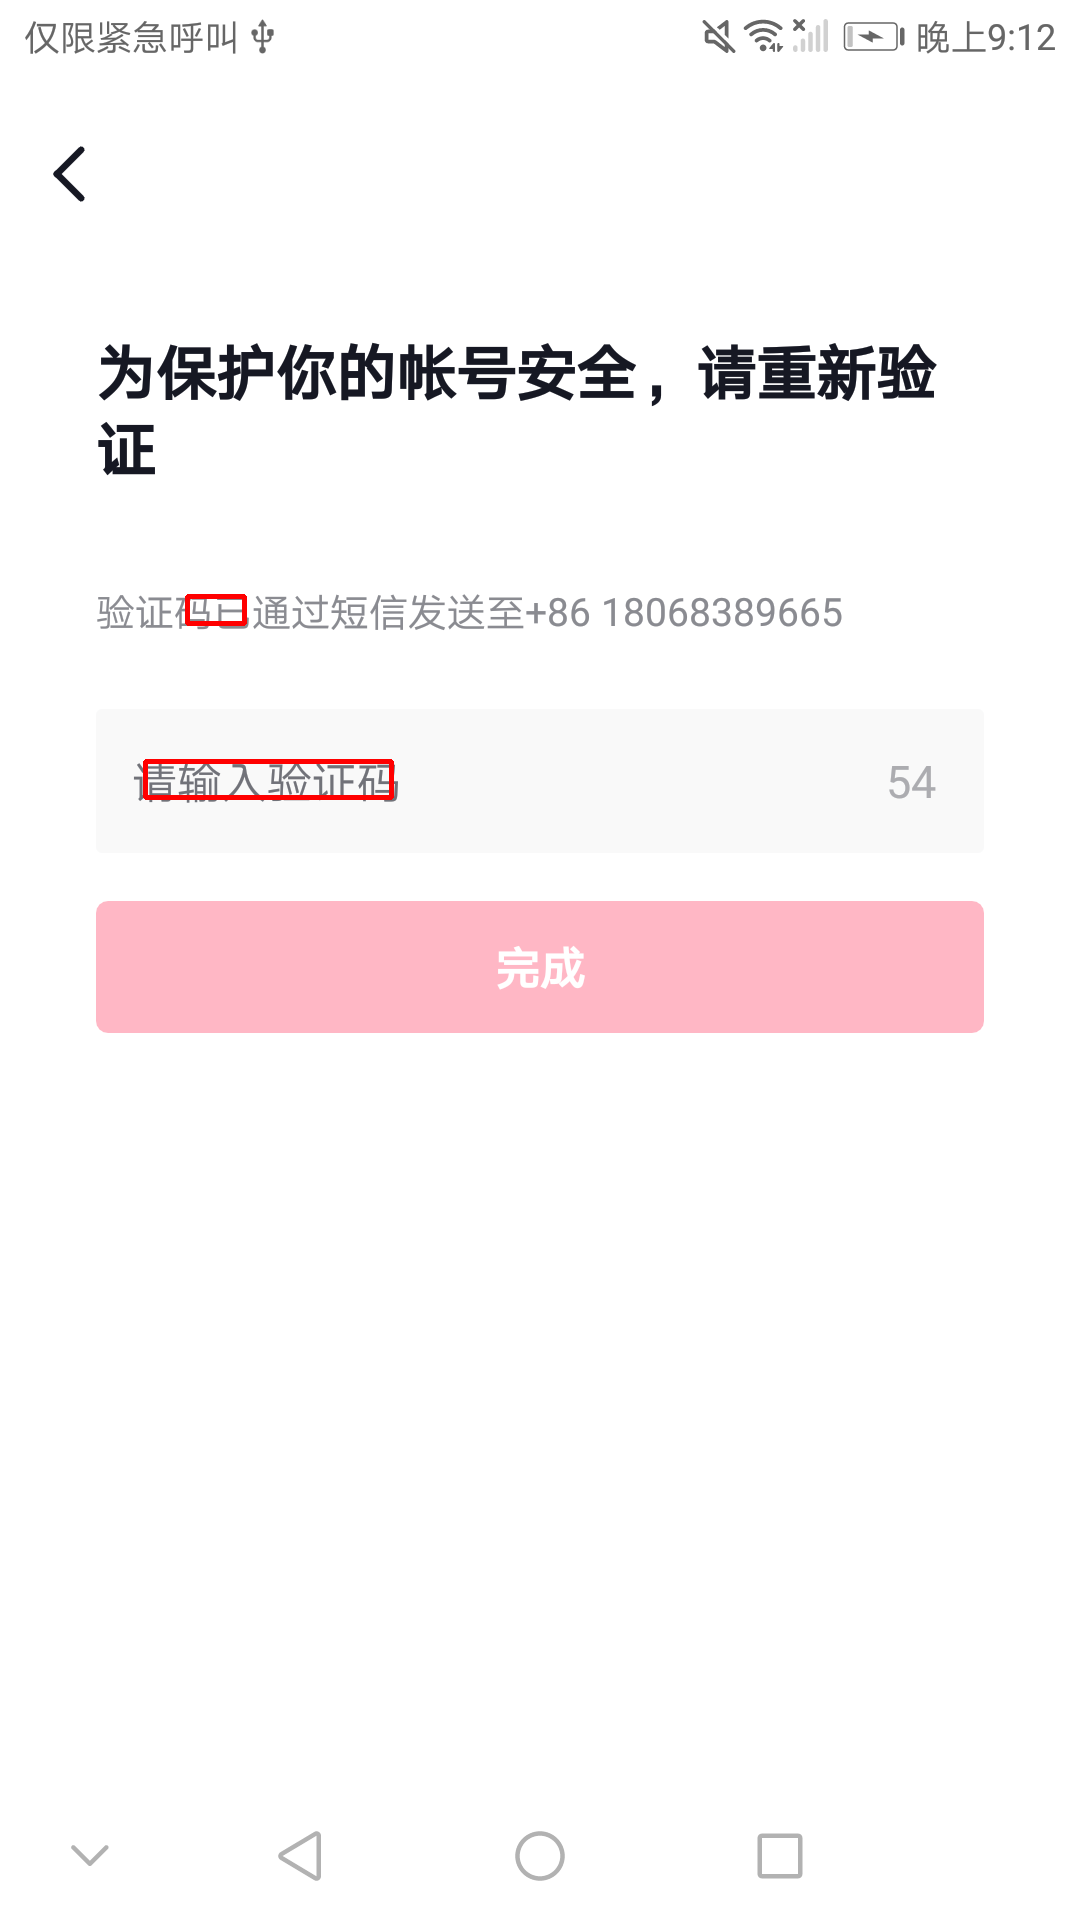 仅限紧急呼叫
晚上9:12
为保护你的帐号安全，请重新验
证
验证码已通过短信发送至+86 18068389665
请输入验证码
54
完成